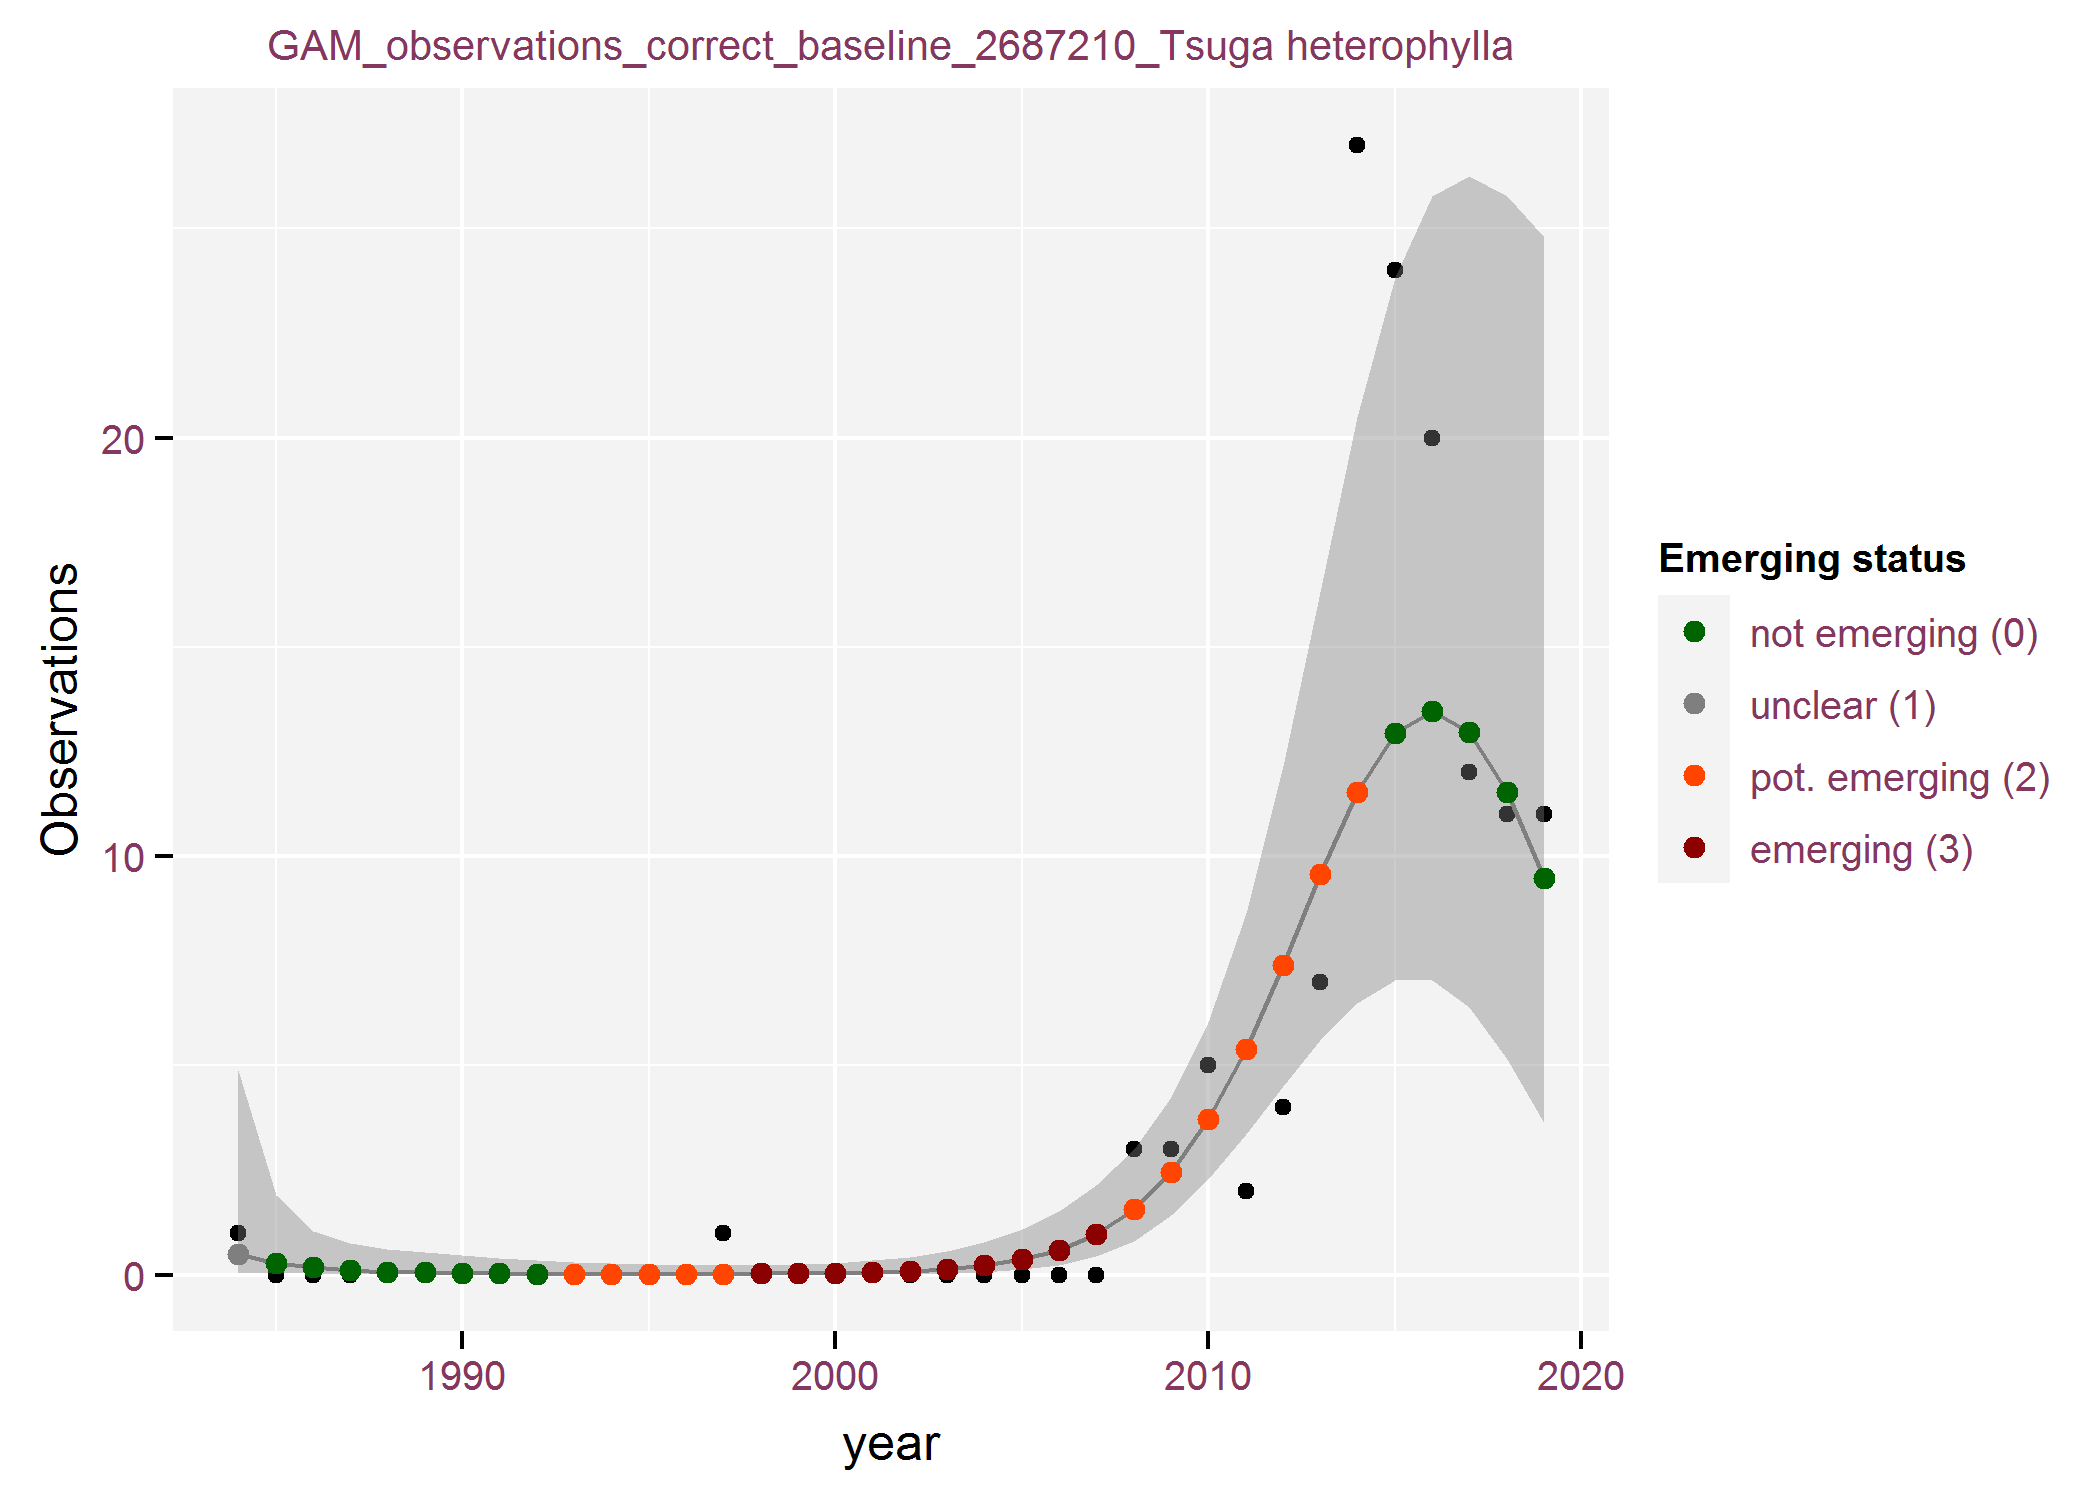 GAM_observations_correct_baseline_2687210_Tsuga heterophylla
Observations
20
10
0
1990
2000
2010
2020
year
Emerging status
not emerging (0)
unclear (1)
pot. emerging (2)
emerging (3)